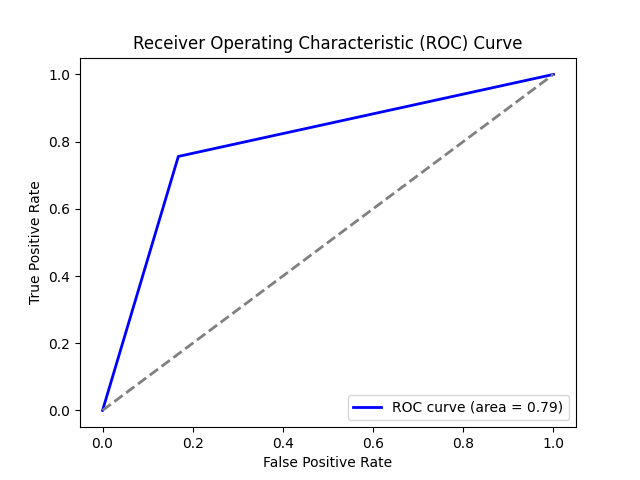 Receiver Operating Characteristic (ROC) Curve
True Positive Rate
1.0
0.8
0.6
0.4
0.2
0.0
ROC curve (area = 0.79)
0.0 0.2 0.4 0.6 0.8 1.0
False Positive Rate